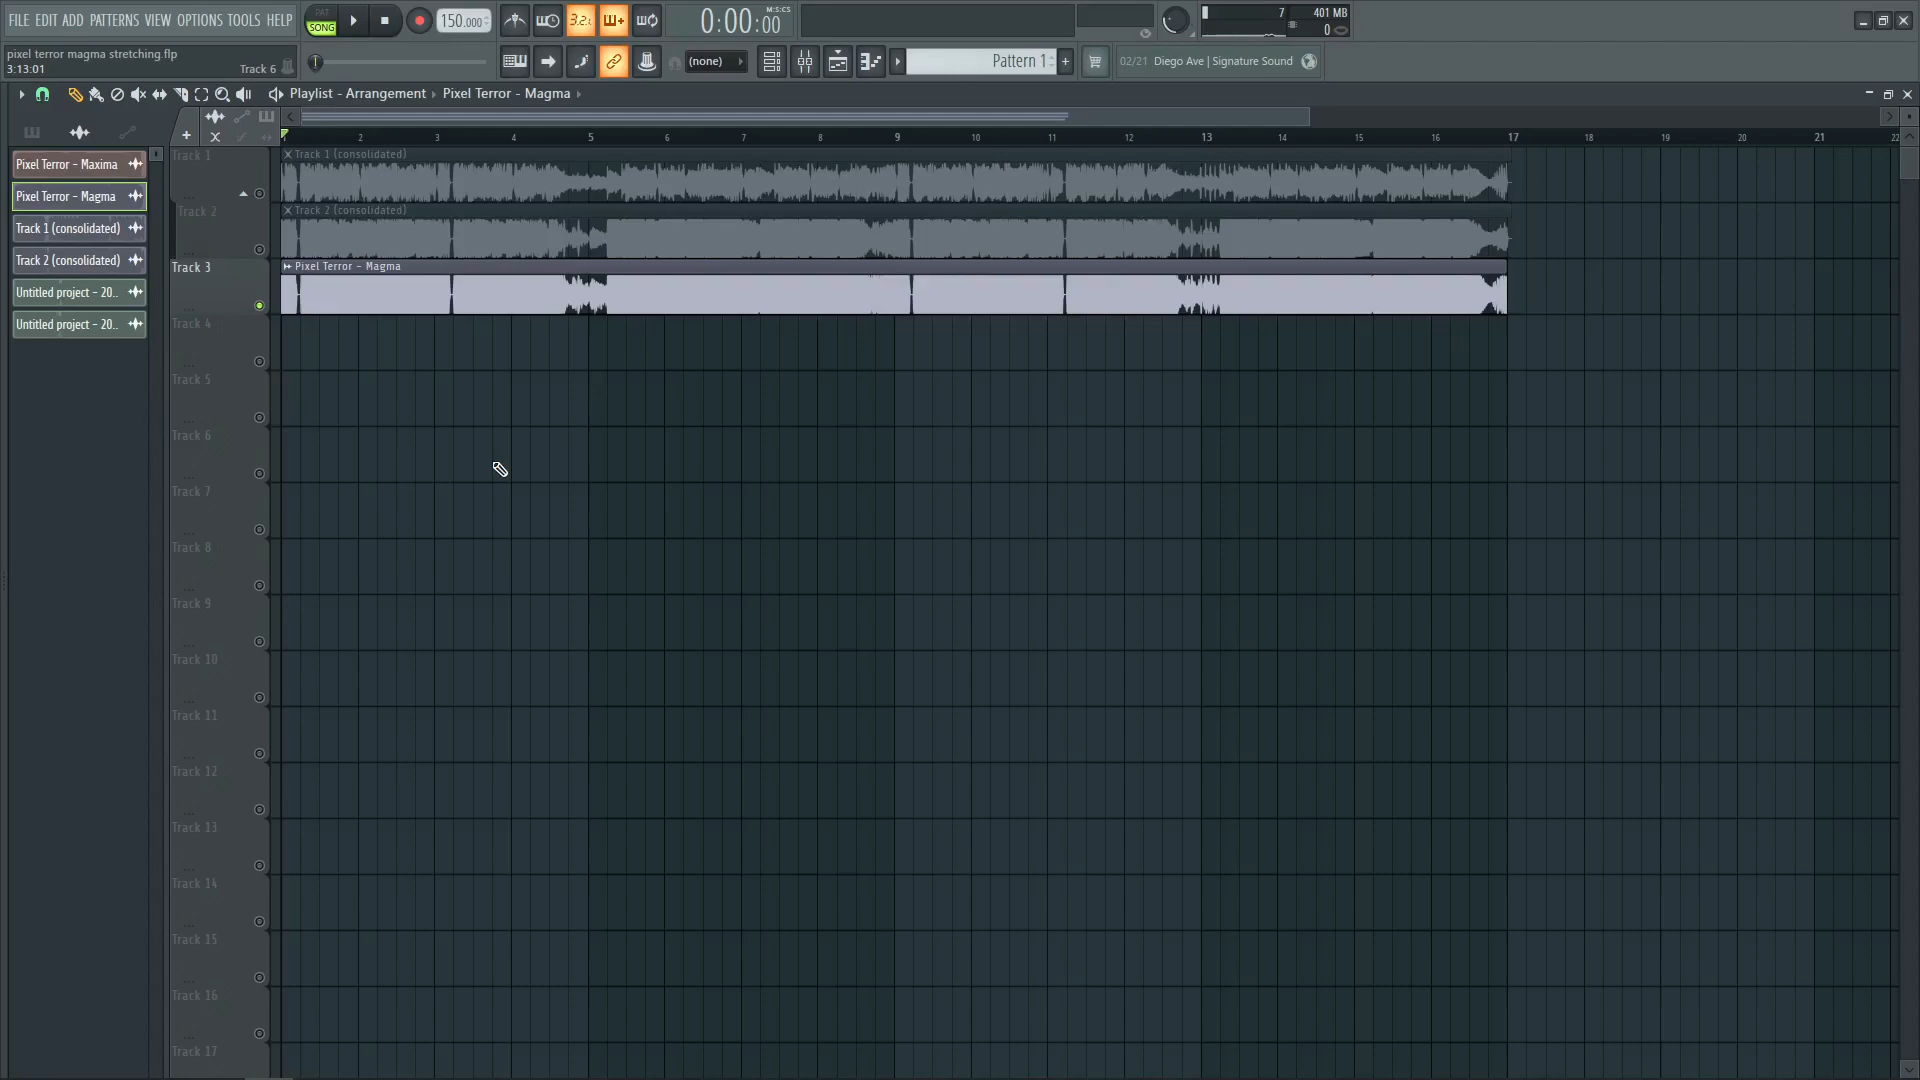 FILE EDIT ADD PATTERNS VIEW OPTIONS TOOLS HELP
PAT
SONG
150.000
3.2.
0:00:00
M:S:CS
7
401 MB
0
pixel terror magma stretching.flp
3:13:01
Track 6
(none)
Pattern 1
02/21 Diego Ave | Signature Sound
Playlist - Arrangement
Pixel Terror - Magma
1 2 3 4 5 6 7 8 9 10 11 12 13 14 15 16 17 18 19 20 21 22
Pixel Terror - Maxima
Pixel Terror - Magma
Track 1 (consolidated)
Track 2 (consolidated)
Untitled project - 20..
Untitled project - 20..
Track 1
Track 1 (consolidated)
Track 2
Track 2 (consolidated)
Track 3
Pixel Terror - Magma
Track 4
Track 5
Track 6
Track 7
Track 8
Track 9
Track 10
Track 11
Track 12
Track 13
Track 14
Track 15
Track 16
Track 17